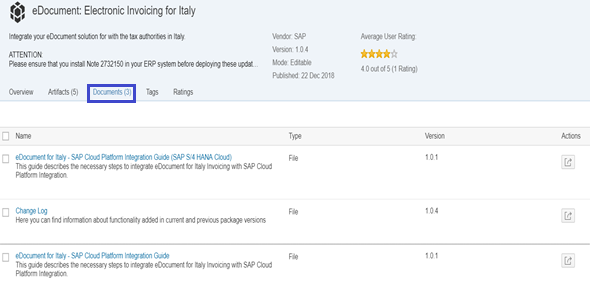 eDocument: Electronic Invoicing for Italy
Integrate your eDocument solution for with the tax authorities in Italy.
ATTENTION:
Please ensure that you install Note 2732150 in your ERP system before deploying these updat...
Vendor: SAP
Version: 1.0.4
Mode: Editable
Published: 22 Dec 2018
Average User Rating:
4.0 out of 5 (1 Rating)
Overview Artifacts (5) Documents (3) Tags Ratings
Name Type Version Actions
eDocument for Italy - SAP Cloud Platform Integration Guide (SAP S/4 HANA Cloud) File 1.0.1
This guide describes the necessary steps to integrate eDocument for Italy Invoicing with SAP Cloud
Platform Integration.
Change Log File 1.0.4
Here you can find information about functionality added in current and previous package versions
eDocument for Italy - SAP Cloud Platform Integration Guide File 1.0.1
This guide describes the necessary steps to integrate eDocument for Italy Invoicing with SAP Cloud
Platform Integration.